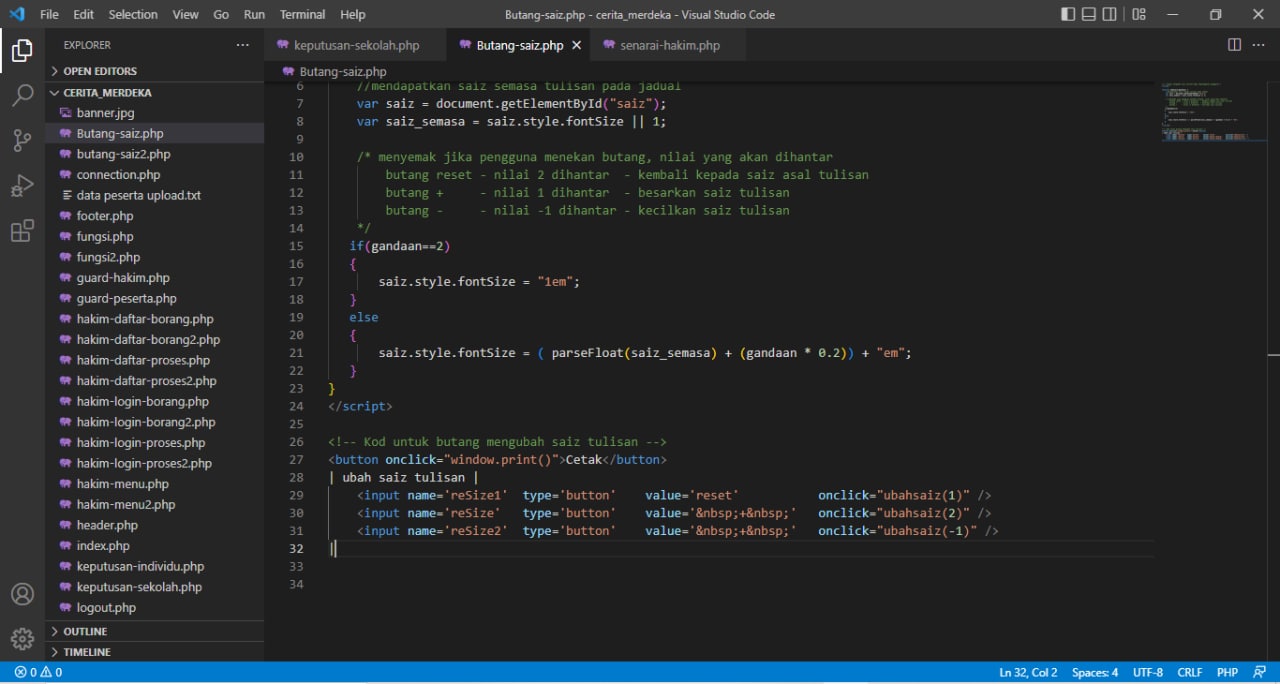 File Edit Selection View Go Run Terminal Help Butang-saiz.php - cerita_merdeka - Visual Studio Code
EXPLORER
OPEN EDITORS
CERITA_MERDEKA
banner.jpg
Butang-saiz.php
butang-saiz2.php
connection.php
data peserta upload.txt
footer.php
fungsi.php
fungsi2.php
guard-hakim.php
guard-peserta.php
hakim-daftar-borang.php
hakim-daftar-borang2.php
hakim-daftar-proses.php
hakim-daftar-proses2.php
hakim-login-borang.php
hakim-login-borang2.php
hakim-login-proses.php
hakim-login-proses2.php
hakim-menu.php
hakim-menu2.php
header.php
index.php
keputusan-individu.php
keputusan-sekolah.php
logout.php
OUTLINE
TIMELINE
keputusan-sekolah.php Butang-saiz.php senarai-hakim.php
Butang-saiz.php
6 //mendapatkan saiz semasa tulisan pada jadual
7 var saiz = document.getElementById("saiz");
8 var saiz_semasa = saiz.style.fontSize || 1;
9
10 /* menyemak jika pengguna menekan butang, nilai yang akan dihantar
11 butang reset - nilai 2 dihantar - kembali kepada saiz asal tulisan
12 butang + - nilai 1 dihantar - besarkan saiz tulisan
13 butang - - nilai -1 dihantar - kecilkan saiz tulisan
14 */
15 if(gandaan==2)
16 {
17 saiz.style.fontSize = "1em";
18 }
19 else
20 {
21 saiz.style.fontSize = ( parseFloat(saiz_semasa) + (gandaan * 0.2)) + "em";
22 }
23 }
24 </script>
25
26 <!-- Kod untuk butang mengubah saiz tulisan -->
27 <button onclick="window.print()">Cetak</button>
28 | ubah saiz tulisan |
29 <input name='reSize1' type='button' value='reset' onclick="ubahsaiz(1)" />
30 <input name='reSize' type='button' value='&nbsp;+&nbsp;' onclick="ubahsaiz(2)" />
31 <input name='reSize2' type='button' value='&nbsp;+&nbsp;' onclick="ubahsaiz(-1)" />
32 |
33
34
0 0 Ln 32, Col 2 Spaces: 4 UTF-8 CRLF PHP